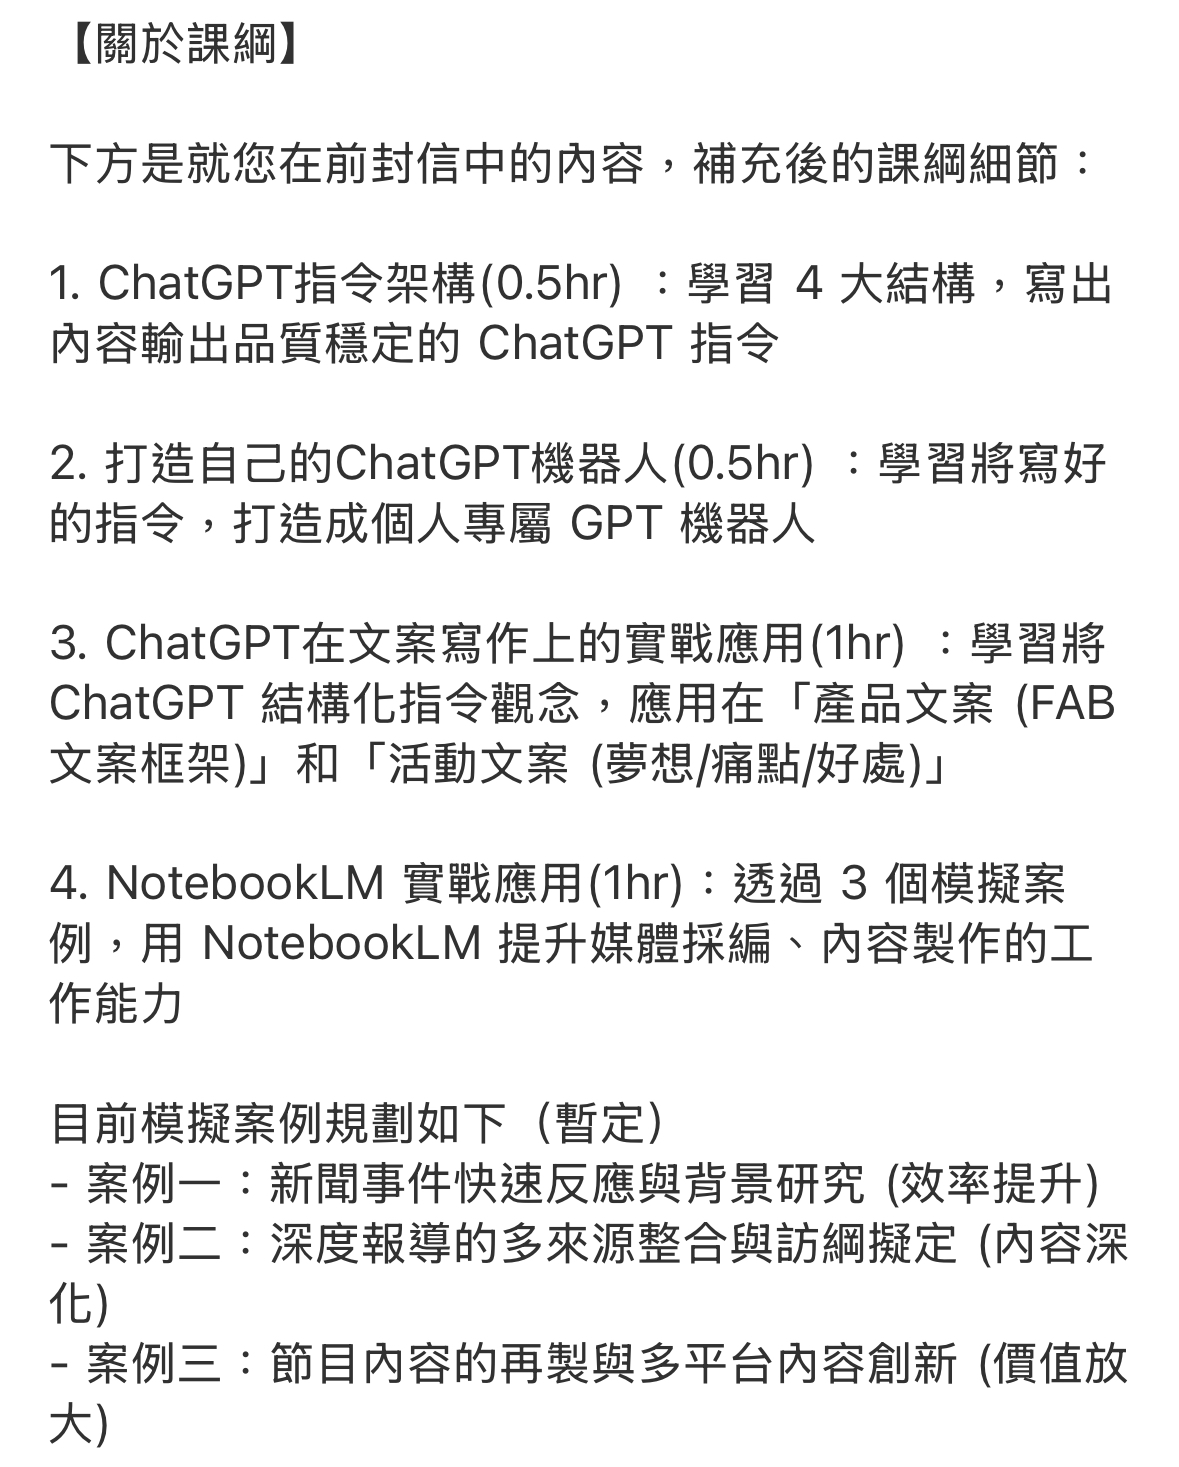 【關於課綱】
下方是就您在前封信中的內容，補充後的課綱細節：
1. ChatGPT指令架構(0.5hr) ：學習 4 大結構，寫出
內容輸出品質穩定的 ChatGPT 指令
2. 打造自己的ChatGPT機器人(0.5hr) ：學習將寫好
的指令，打造成個人專屬 GPT 機器人
3. ChatGPT在文案寫作上的實戰應用(1hr) ：學習將
ChatGPT 結構化指令觀念，應用在「產品文案 (FAB
文案框架)」和「活動文案 (夢想/痛點/好處)」
4. NotebookLM 實戰應用(1hr)：透過 3 個模擬案
例，用 NotebookLM 提升媒體採編、內容製作的工
作能力
目前模擬案例規劃如下（暫定）
- 案例一：新聞事件快速反應與背景研究 (效率提升)
- 案例二：深度報導的多來源整合與訪綱擬定 (內容深
化)
- 案例三：節目內容的再製與多平台內容創新 (價值放
大)